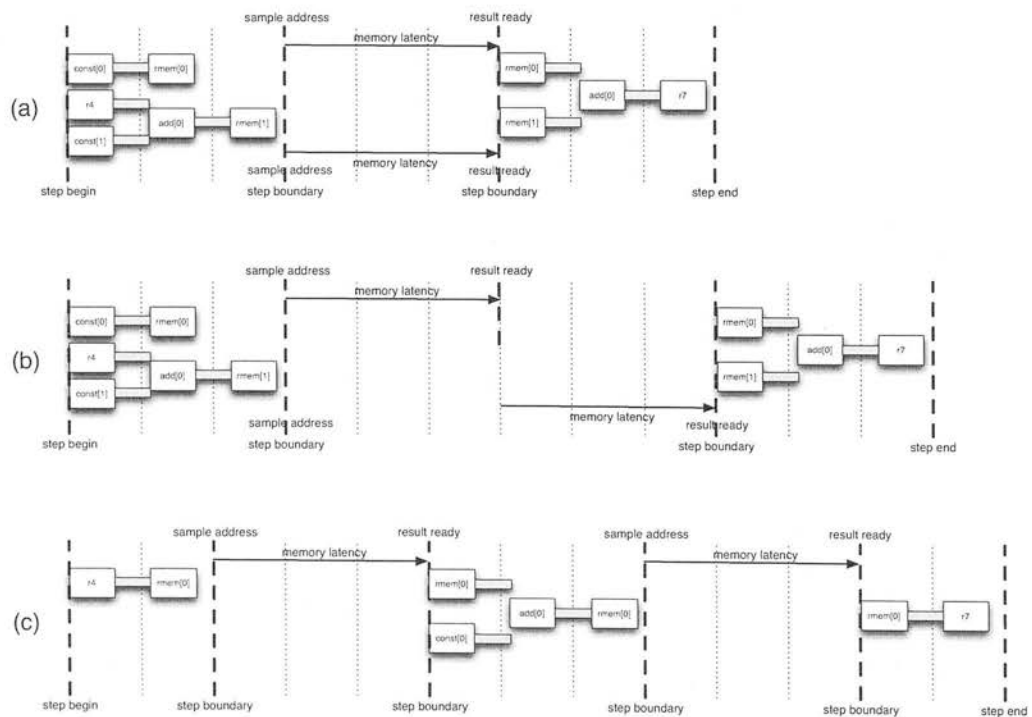 sample address result ready
memory latency
const[0] rmem[0] rmem[0]
(a) r4 add[0] r7
add[0] rmem[1] rmem[1]
const[1]
memory latency
sample address result ready
step begin step boundary step boundary step end
sample address result ready
memory latency
const[0] rmem[0] rmem[0]
(b) r4 add[0] r7
add[0] rmem[1] rmem[1]
const[1]
memory latency
sample address result ready
step begin step boundary step boundary step end
sample address result ready sample address result ready
memory latency memory latency
r4 rmem[0] rmem[0]
(c) add[0] rmem[0] rmem[0] r7
const[0]
step begin step boundary step boundary step boundary step boundary step end